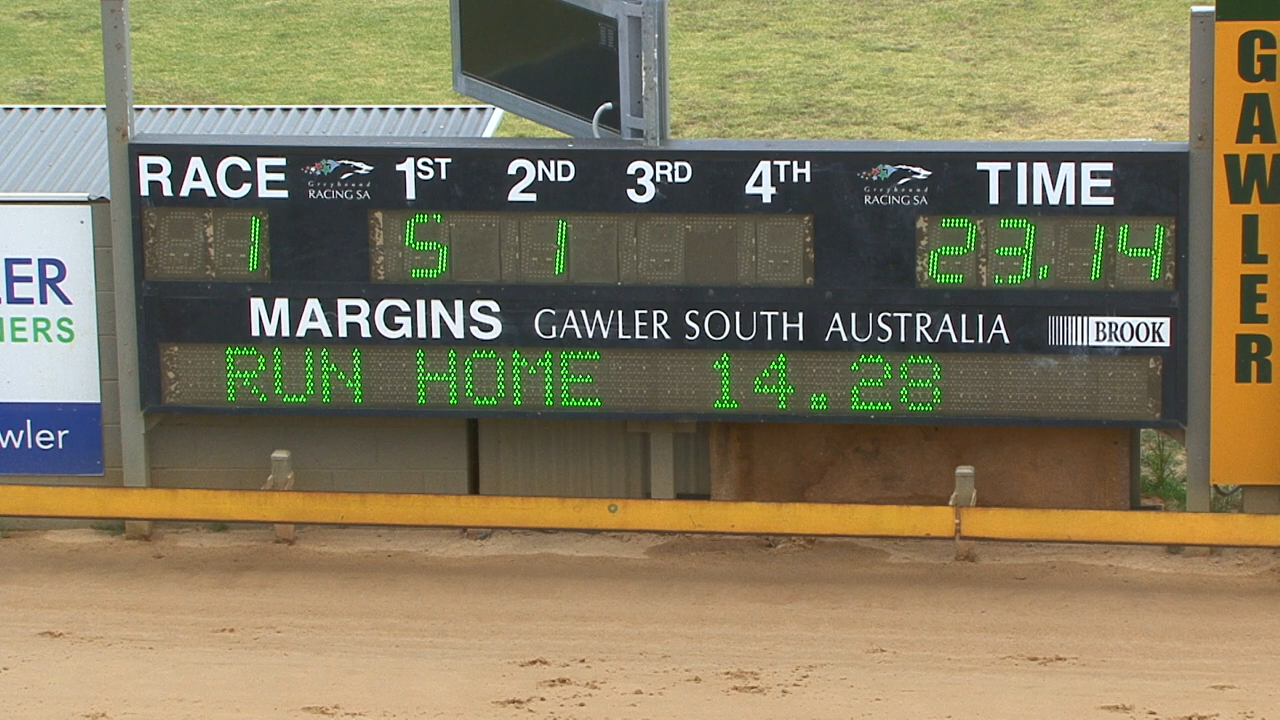 RACE Greyhound RACING SA 1ST 2ND 3RD 4TH Greyhound RACING SA TIME
1 5 1 23.14
MARGINS GAWLER SOUTH AUSTRALIA BROOK
RUN HOME 14.28
GAWLER
ER
NERS
wler